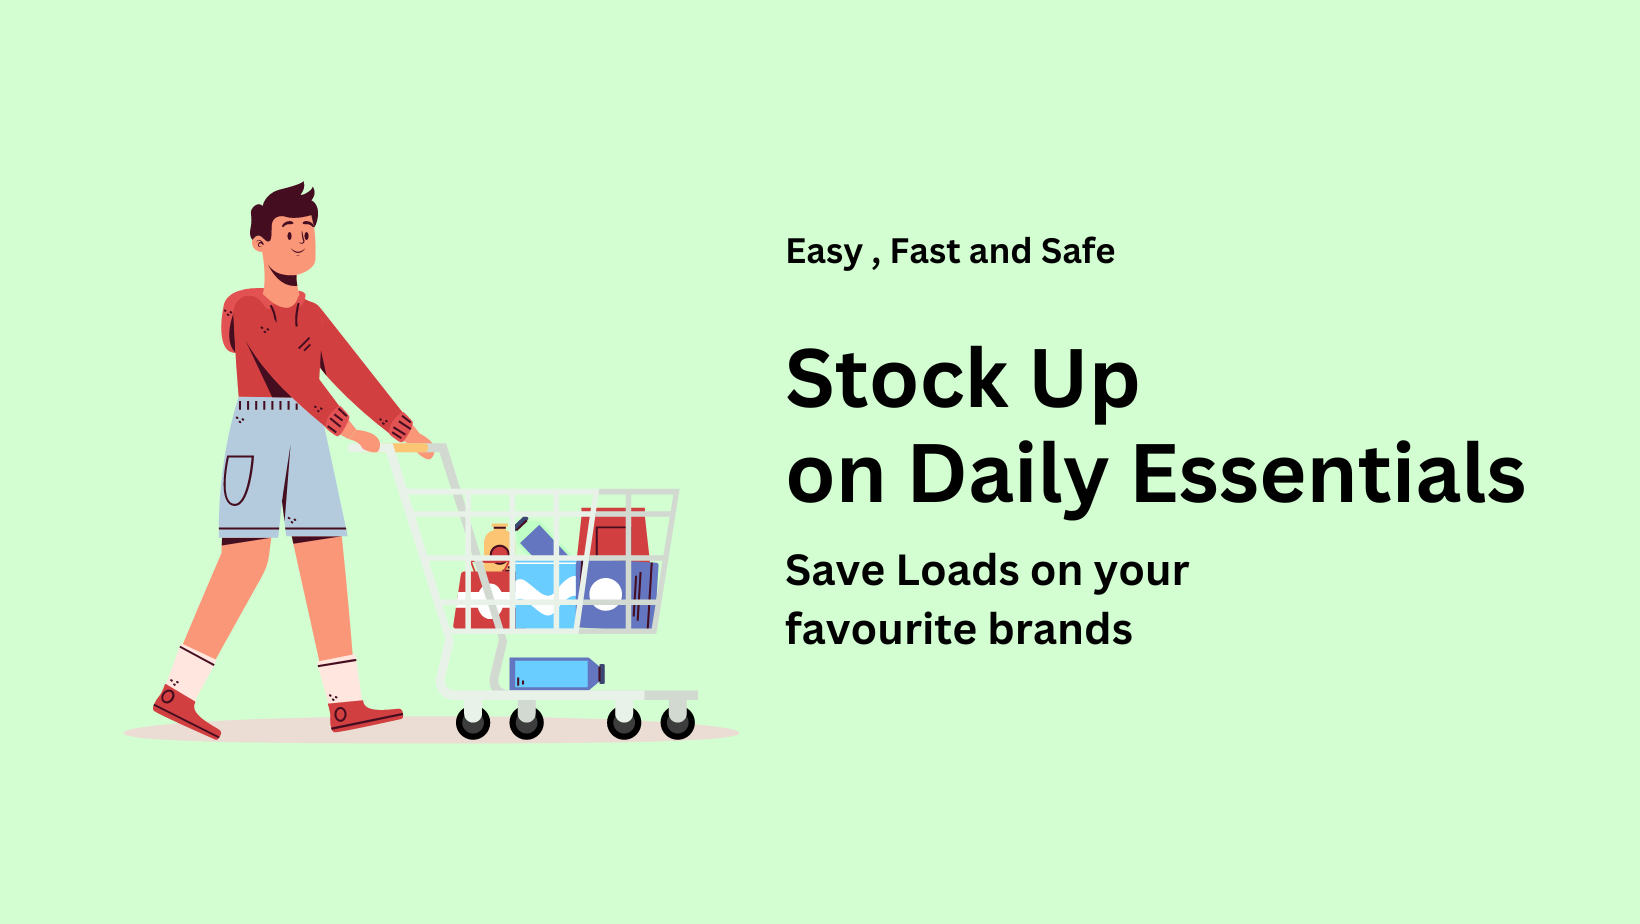 Easy , Fast and Safe
Stock Up
on Daily Essentials
Save Loads on your
favourite brands